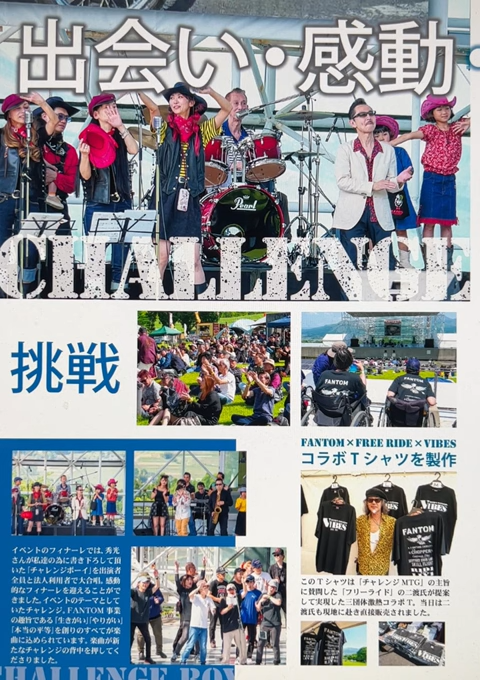 出会い・感動・
Pearl
CHALLENGE
挑戦
FANTOM
FANTOM
FANTOM×FREE RIDE×VIBES
コラボTシャツを製作
VIBES
VIBES
FANTOM
イベントのフィナーレでは、秀光
さんが私達の為に書き下ろして頂
いた「チャレンジボーイ」を出演者
全員と法人利用者で大合唱。感動
的なフィナーレを迎えることがで
きました。イベントのテーマとして
いたチャレンジ。FANTOM 事業
の趣旨である「生きがい」「やりがい」
「本当の平等」を創りのすべてが楽曲
に込められています。楽曲が新
たなチャレンジの背中を押してく
ださりました。
このTシャツは「チャレンジMTG」の主旨
に賛同した「フリーライド」の二渡氏が提案
して実現した三団体激熱コラボT。当日は二
渡氏も現地に赴き直接販売されました。
CHALLENGE BOY